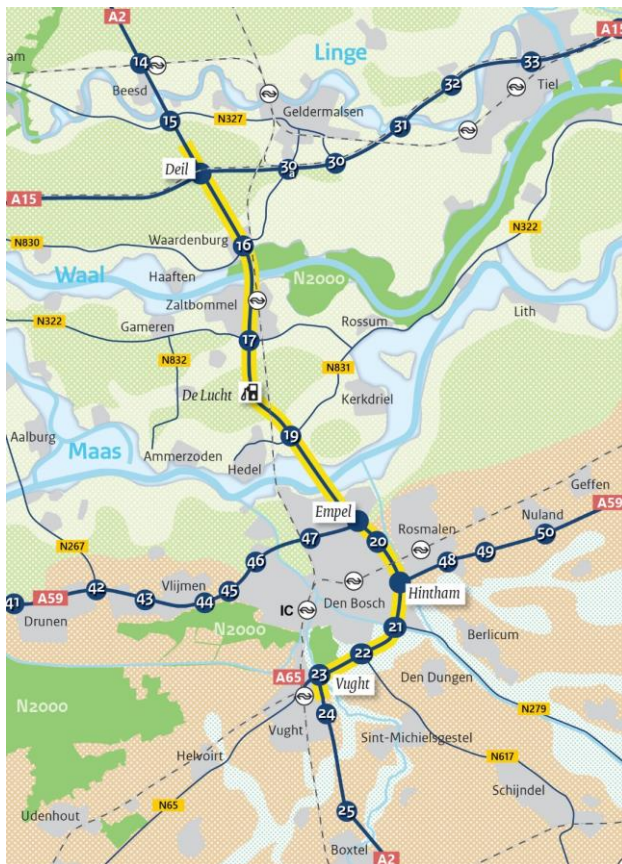 A2
A15
Linge
33
14
32
Tiel
Beesd
am
Geldermalsen
15
N327
31
Deil
30
a
30
A15
N322
Waardenburg
16
N830
Waal
Haaften
N2000
Zaltbommel
Lith
N322
Gameren
Rossum
17
N832
N831
De Lucht
Kerkdriel
19
Aalburg
Maas
Ammerzoden
Hedel
Geffen
Empel
A59
Nuland
Rosmalen
50
47
20
N267
49
48
46
Vlijmen
45
42
Hintham
41
A59
43
44
Den Bosch
IC
Drunen
N2000
21
Berlicum
22
A65
23
Vught
Den Dungen
N2000
24
N279
Vught
Sint-Michielsgestel
Helvoirt
N617
Schijndel
N65
25
Udenhout
Boxtel
A2